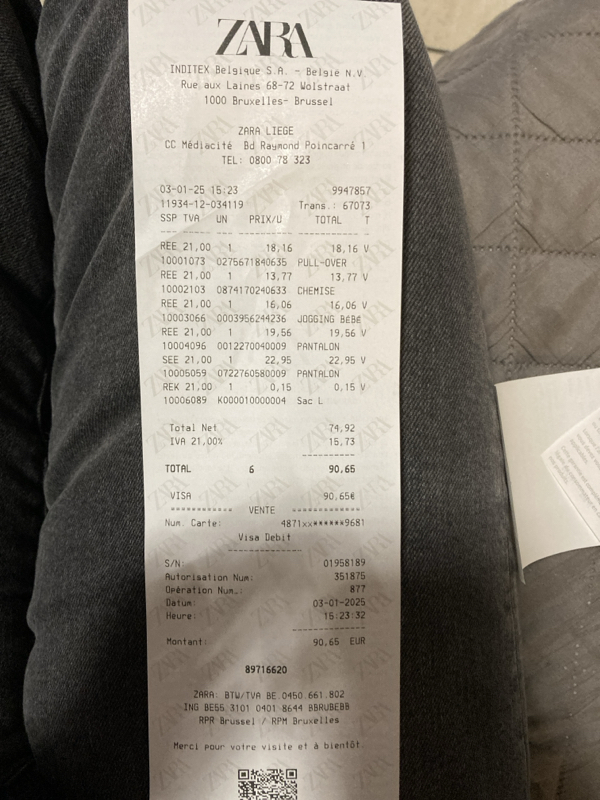 ZARA
INDITEX Belgique S.A. - Belgie N.V.
Rue aux Laines 68-72 Wolstraat
1000 Bruxelles- Brussel
ZARA LIEGE
CC Médiacité Bd Raymond Poincarré 1
TEL: 0800 78 323
03-01-25 15:23 9947857
11934-12-034119 Trans.: 67073
SSP TVA UN PRIX/U TOTAL T
REE 21,00 1 18,16 18,16 V
10001073 0275671840635 PULL-OVER
REE 21,00 1 13,77 13,77 V
10002103 0874170240633 CHEMISE
REE 21,00 1 16,06 16,06 V
10003066 0003956244236 JOGGING BéBé
REE 21,00 1 19,56 19,56 V
10004096 0012270040009 PANTALON
SEE 21,00 1 22,95 22,95 V
10005059 0722760580009 PANTALON
REK 21,00 1 0,15 0,15 V
10006089 K000010000004 Sac L
Total Net 74,92
IVA 21,00% 15,73
TOTAL 6 90,65
VISA 90,65€
============ VENTE ============
Num. Carte: 4871xx******9681
Visa Debit
S/N: 01958189
Autorisation Num: 351875
Opération Num.: 877
Datum: 03-01-2025
Heure: 15:23:32
Montant: 90,65 EUR
89716620
ZARA: BTW/TVA BE 0450.661.802
ING BE55 3101 0401 8644 BBRUBEBB
RPR Brussel / RPM Bruxelles
Merci pour votre visite et à bientôt